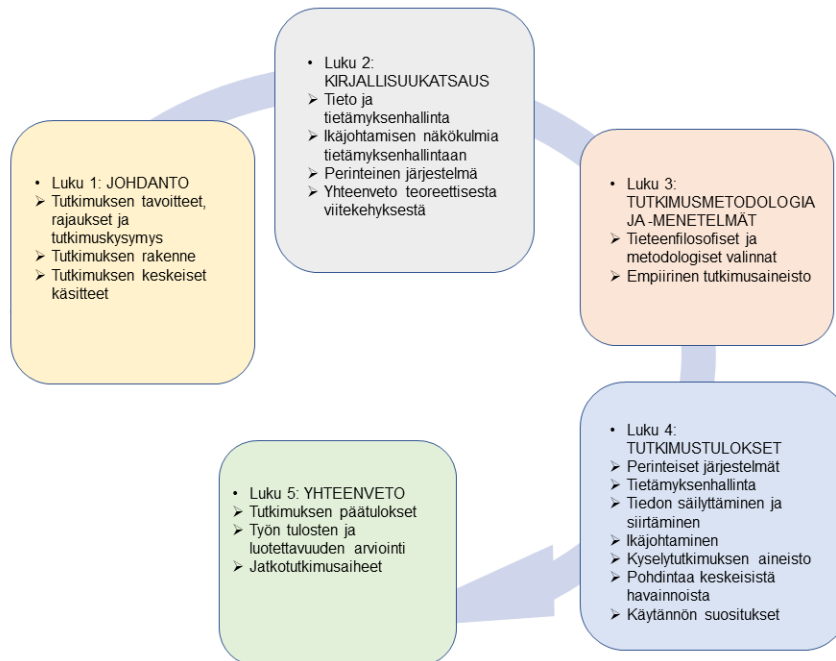 • Luku 1: JOHDANTO
➢ Tutkimuksen tavoitteet,
rajaukset ja
tutkimuskysymys
➢ Tutkimuksen rakenne
➢ Tutkimuksen keskeiset
käsitteet
• Luku 2:
KIRJALLISUUKATSAUS
➢ Tieto ja
tietämyksenhallinta
➢ Ikäjohtamisen näkökulmia
tietämyksenhallintaan
➢ Perinteinen järjestelmä
➢ Yhteenveto teoreettisesta
viitekehyksestä
• Luku 3:
TUTKIMUSMETODOLOGIA
JA -MENETELMÄT
➢ Tieteenfilosofiset ja
metodologiset valinnat
➢ Empiirinen tutkimusaineisto
• Luku 4:
TUTKIMUSTULOKSET
➢ Perinteiset järjestelmät
➢ Tietämyksenhallinta
➢ Tiedon säilyttäminen ja
siirtäminen
➢ Ikäjohtaminen
➢ Kyselytutkimuksen aineisto
➢ Pohdintaa keskeisistä
havainnoista
➢ Käytännön suositukset
• Luku 5: YHTEENVETO
➢ Tutkimuksen päätulokset
➢ Työn tulosten ja
luotettavuuden arviointi
➢ Jatkotutkimusaiheet